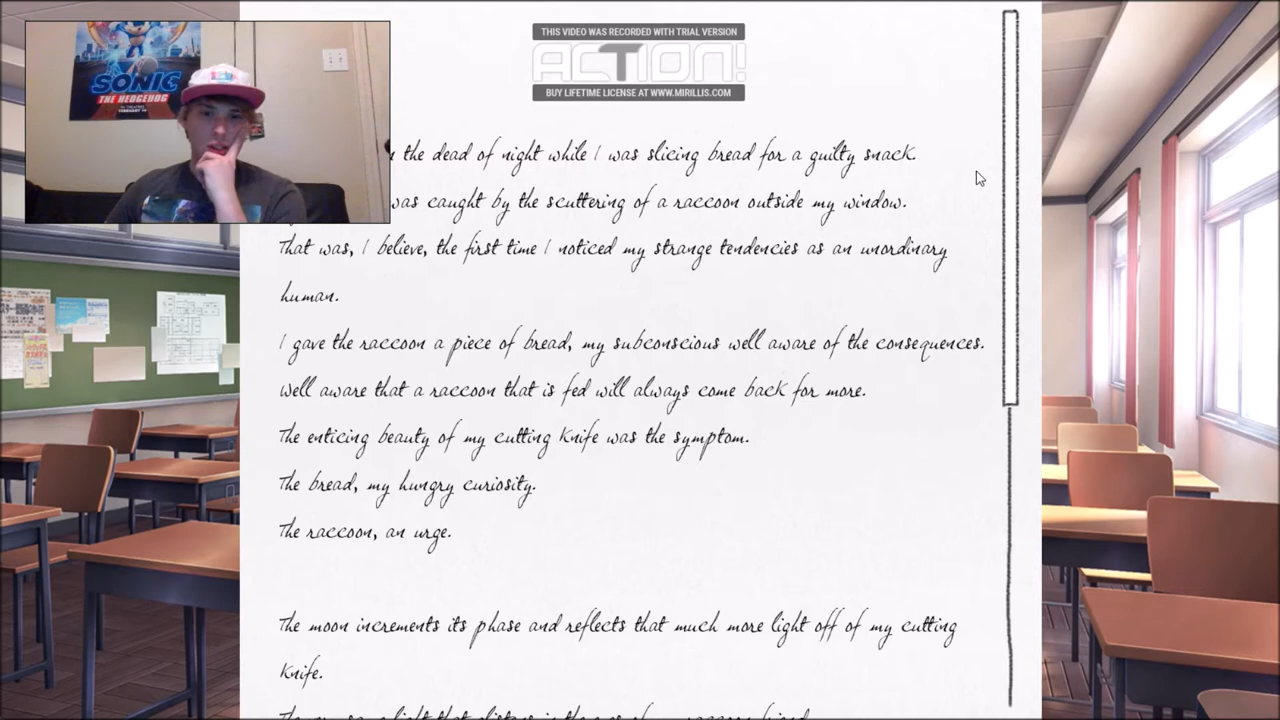 SONIC
THE HEDGEHOG
THIS VIDEO WAS RECORDED WITH TRIAL VERSION
ACTION!
BUY LIFETIME LICENSE AT WWW.MIRILLIS.COM
the dead of night while I was slicing bread for a guilty snack.
was caught by the scuttering of a raccoon outside my window.
That was, I believe, the first time I noticed my strange tendencies as an unordinary
human.
I gave the raccoon a piece of bread, my subconscious well aware of the consequences.
Well aware that a raccoon that is fed will always come back for more.
The enticing beauty of my cutting knife was the symptom.
The bread, my hungry curiosity.
The raccoon, an urge.
The moon increments its phase and reflects that much more light off of my cutting
knife.